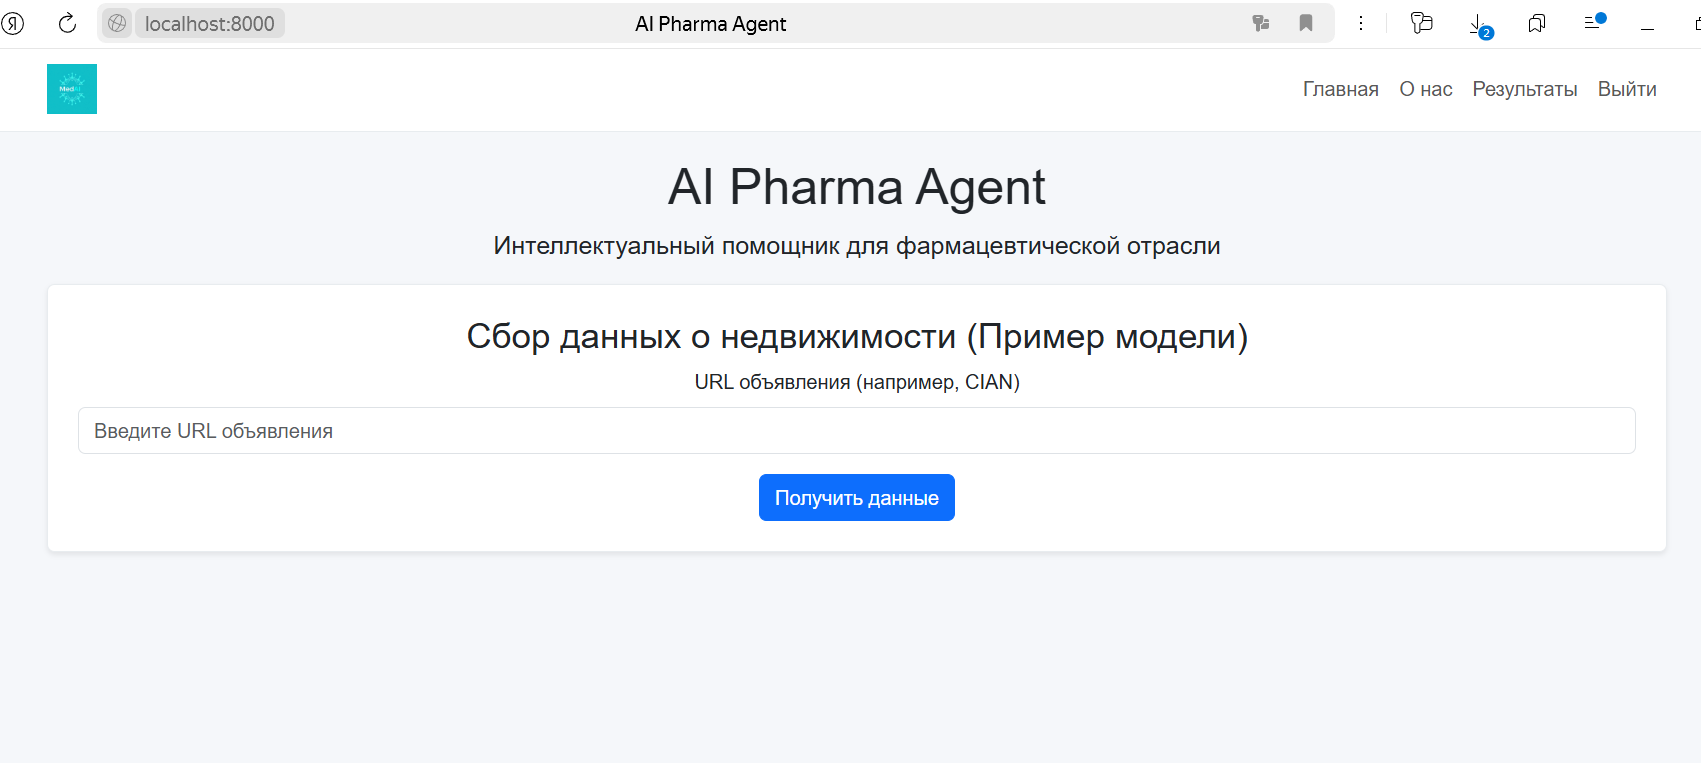 Я
localhost:8000
AI Pharma Agent
2
MedAI
Главная О нас Результаты Выйти
AI Pharma Agent
Интеллектуальный помощник для фармацевтической отрасли
Сбор данных о недвижимости (Пример модели)
URL объявления (например, CIAN)
Введите URL объявления
Получить данные